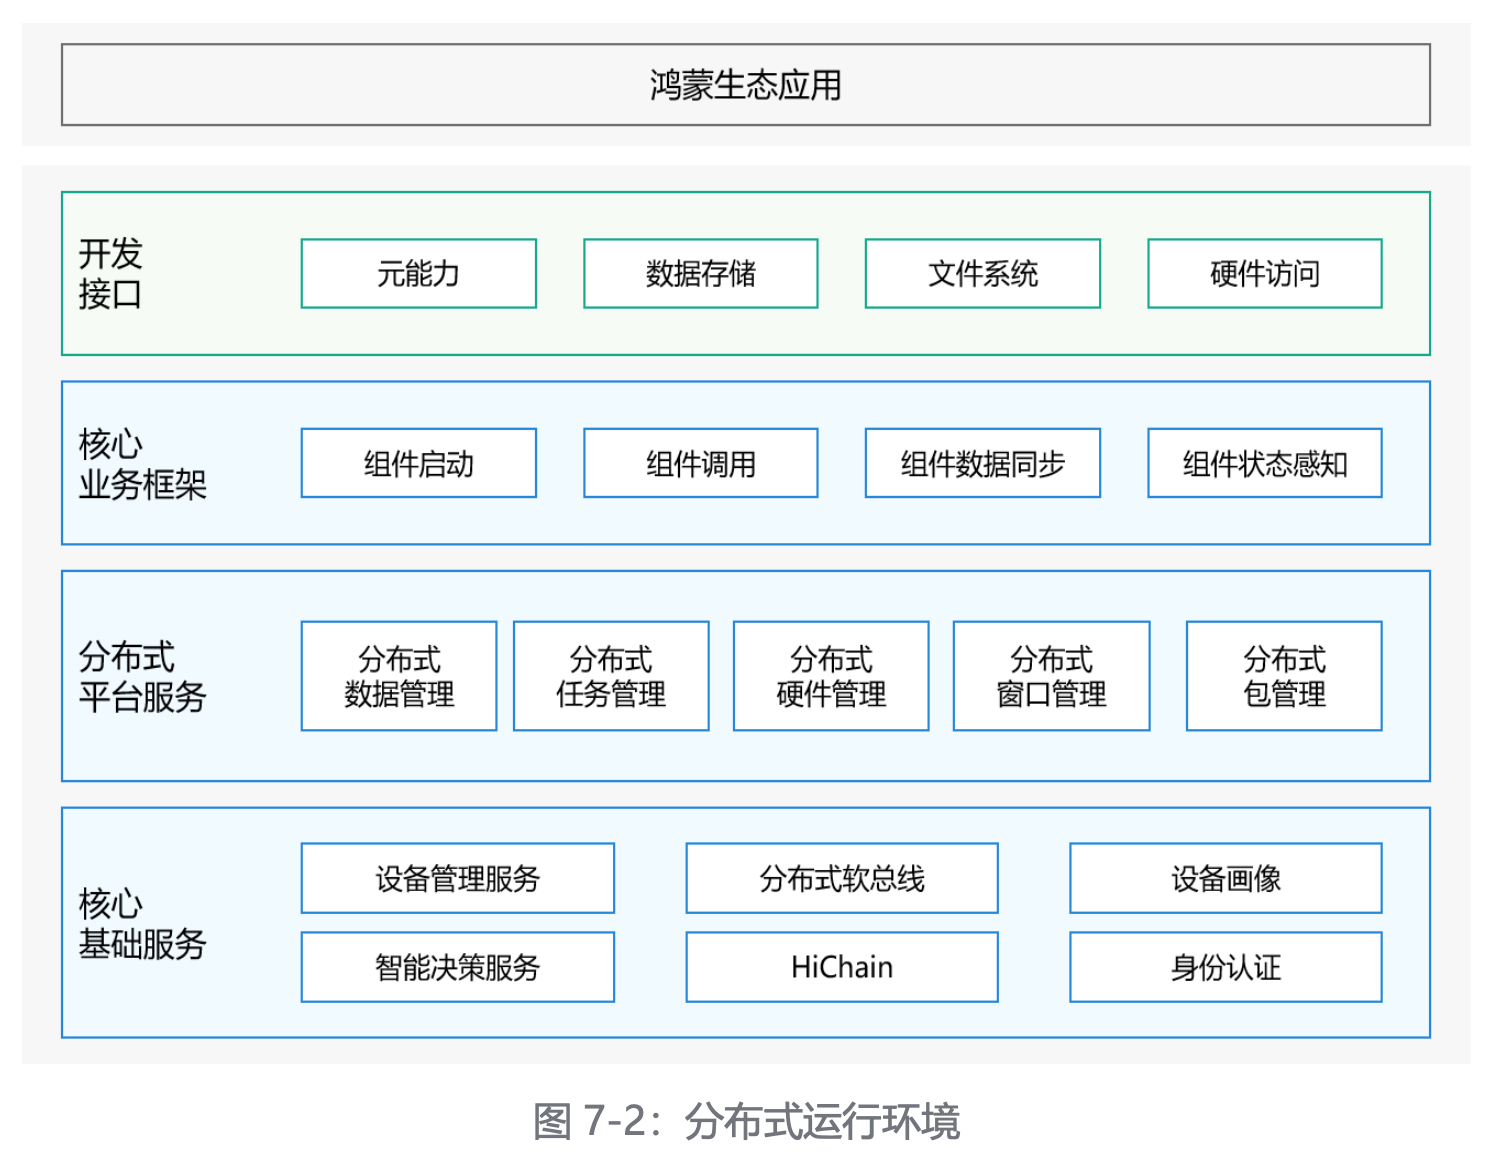 鸿蒙生态应用
开发
接口
元能力
数据存储
文件系统
硬件访问
核心
业务框架
组件启动
组件调用
组件数据同步
组件状态感知
分布式
平台服务
分布式
数据管理
分布式
任务管理
分布式
硬件管理
分布式
窗口管理
分布式
包管理
核心
基础服务
设备管理服务
分布式软总线
设备画像
智能决策服务
HiChain
身份认证
图 7-2：分布式运行环境